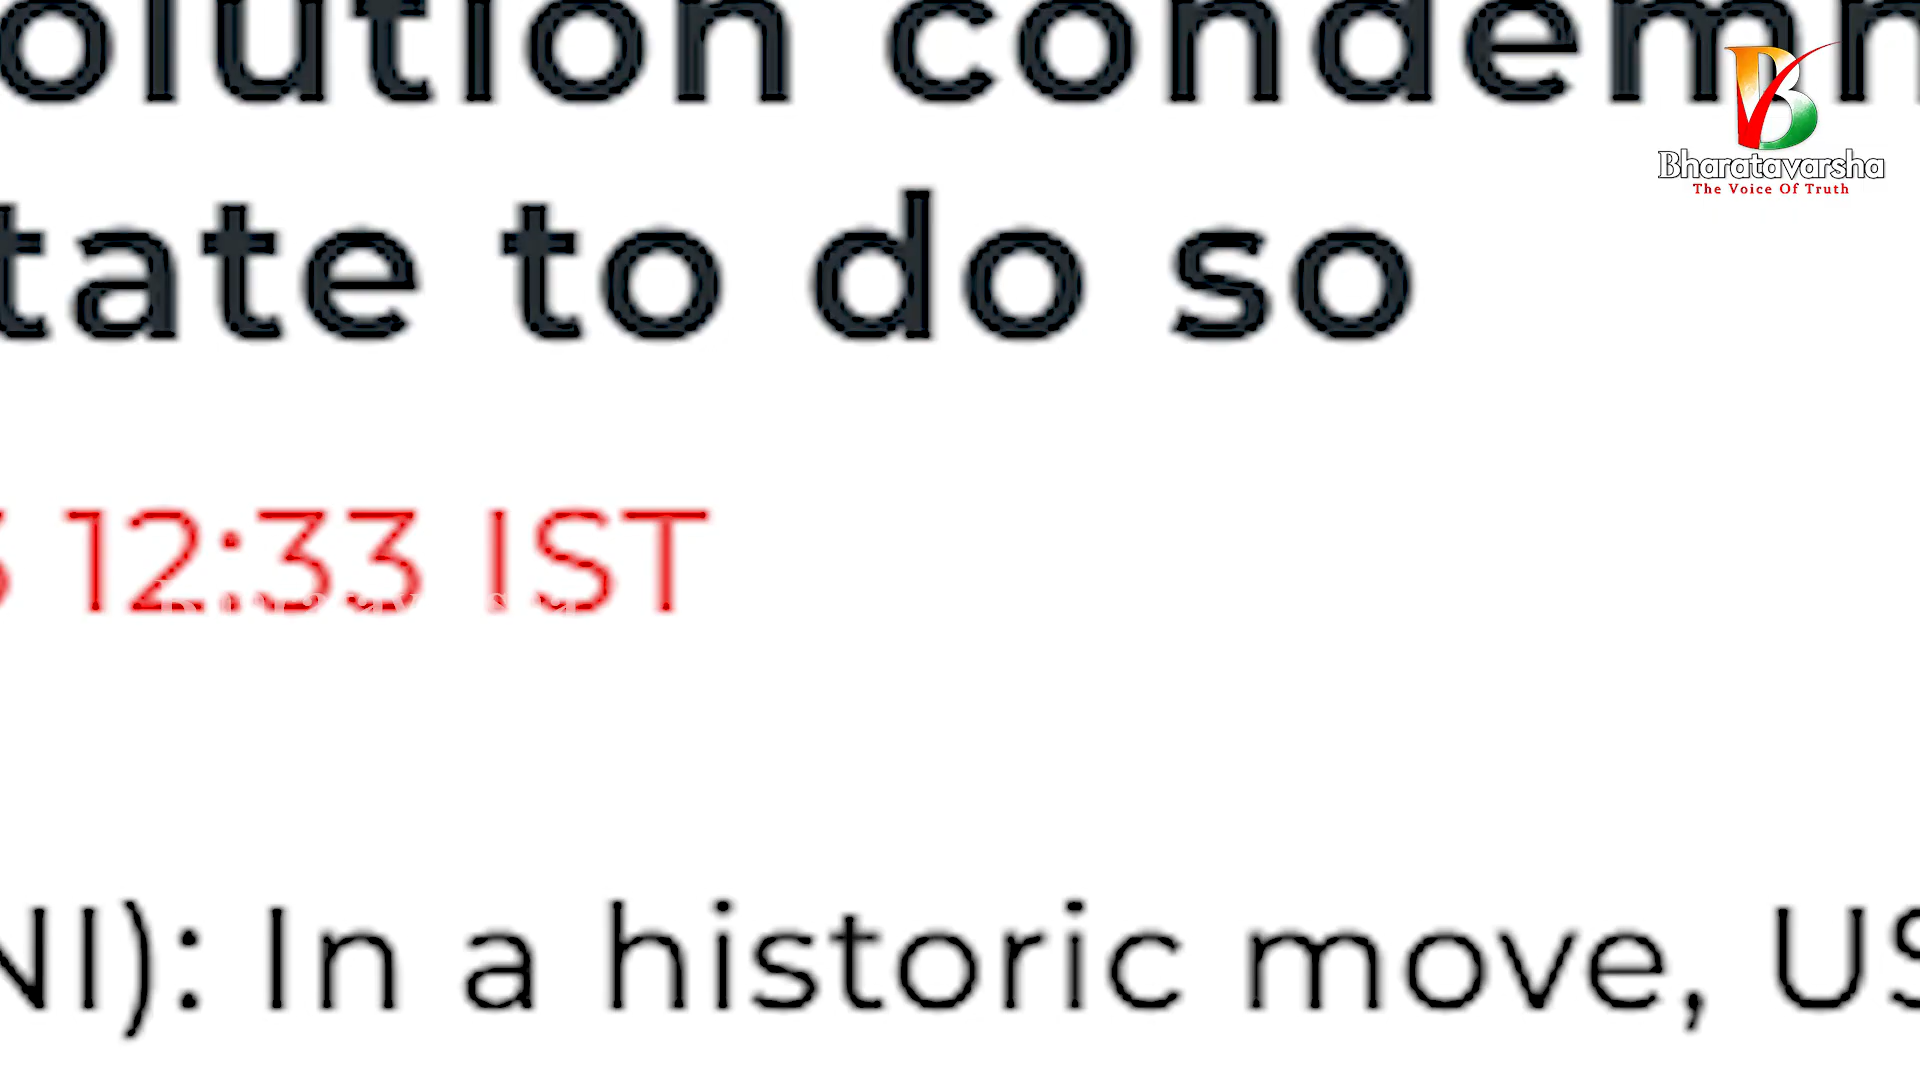 olution condemn
tate to do so
12:33 IST
NI): In a historic move, US
Bharatavarsha
The Voice Of Truth
Bharatavarsha